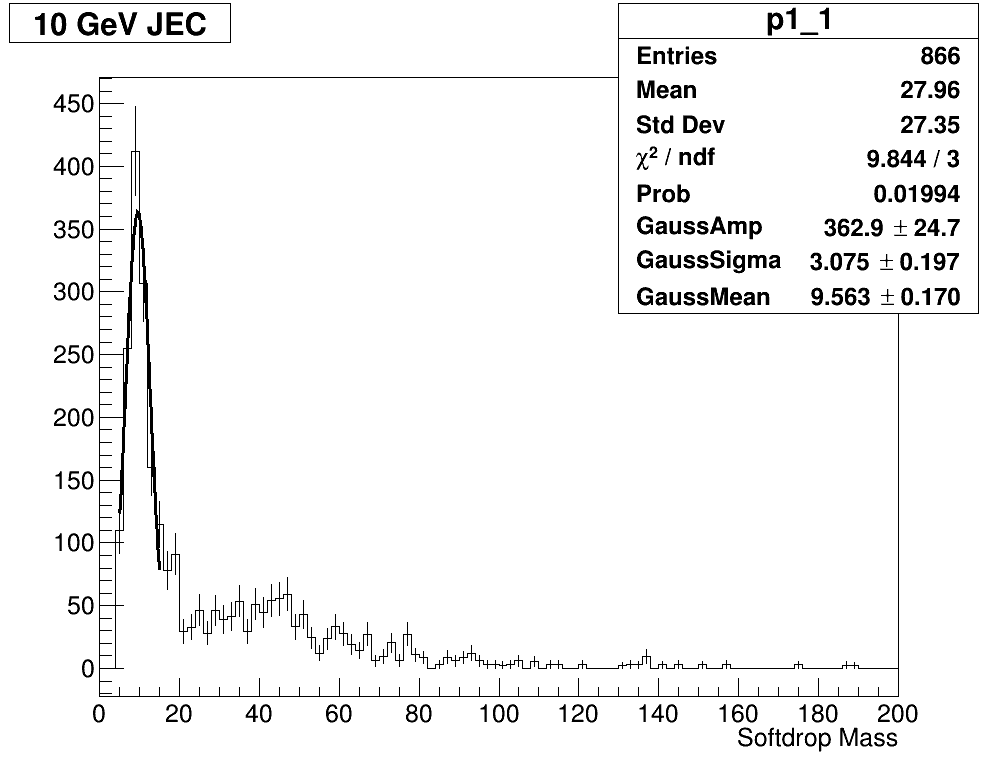 10 GeV JEC
p1_1
Entries 866
Mean 27.96
Std Dev 27.35
χ² / ndf 9.844 / 3
Prob 0.01994
GaussAmp 362.9 ± 24.7
GaussSigma 3.075 ± 0.197
GaussMean 9.563 ± 0.170
450
400
350
300
250
200
150
100
50
0
0 20 40 60 80 100 120 140 160 180 200
Softdrop Mass